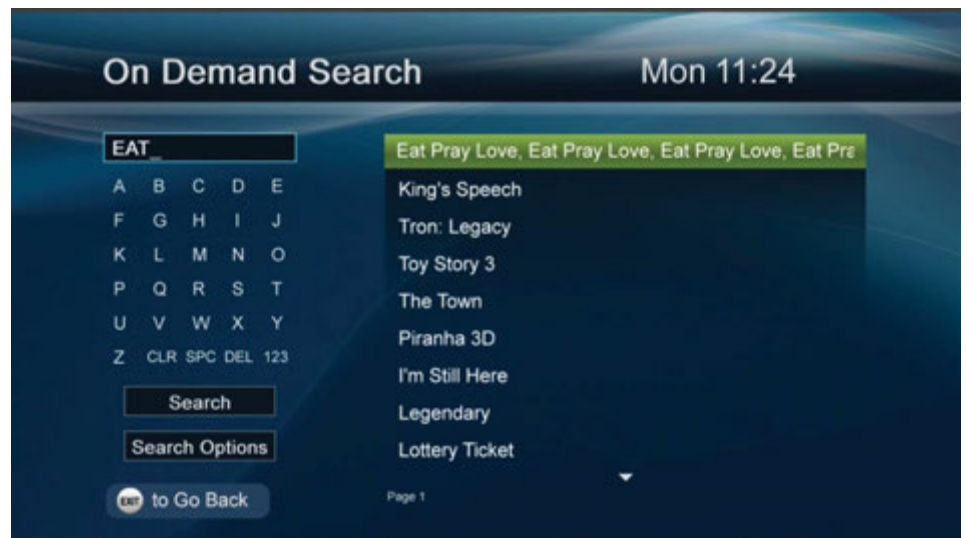 On Demand Search Mon 11:24
EAT_
A B C D E
F G H I J
K L M N O
P Q R S T
U V W X Y
Z CLR SPC DEL 123
Search
Search Options
EXIT to Go Back
Eat Pray Love, Eat Pray Love, Eat Pray Love, Eat Pra
King's Speech
Tron: Legacy
Toy Story 3
The Town
Piranha 3D
I'm Still Here
Legendary
Lottery Ticket
Page 1